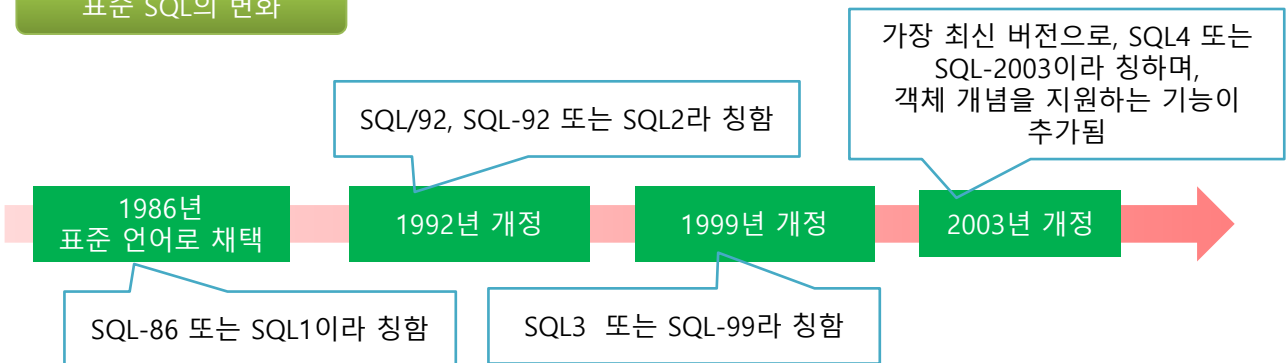 표준 SQL의 변화
가장 최신 버전으로, SQL4 또는
SQL-2003이라 칭하며,
객체 개념을 지원하는 기능이
추가됨
SQL/92, SQL-92 또는 SQL2라 칭함
1986년
표준 언어로 채택
1992년 개정
1999년 개정
2003년 개정
SQL-86 또는 SQL1이라 칭함
SQL3 또는 SQL-99라 칭함